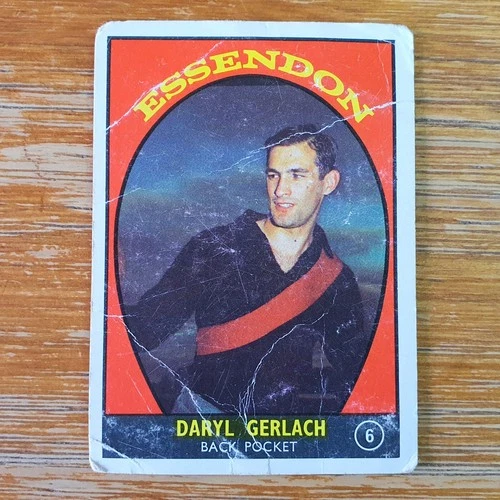 ESSENDON
DARYL GERLACH
BACK POCKET
6